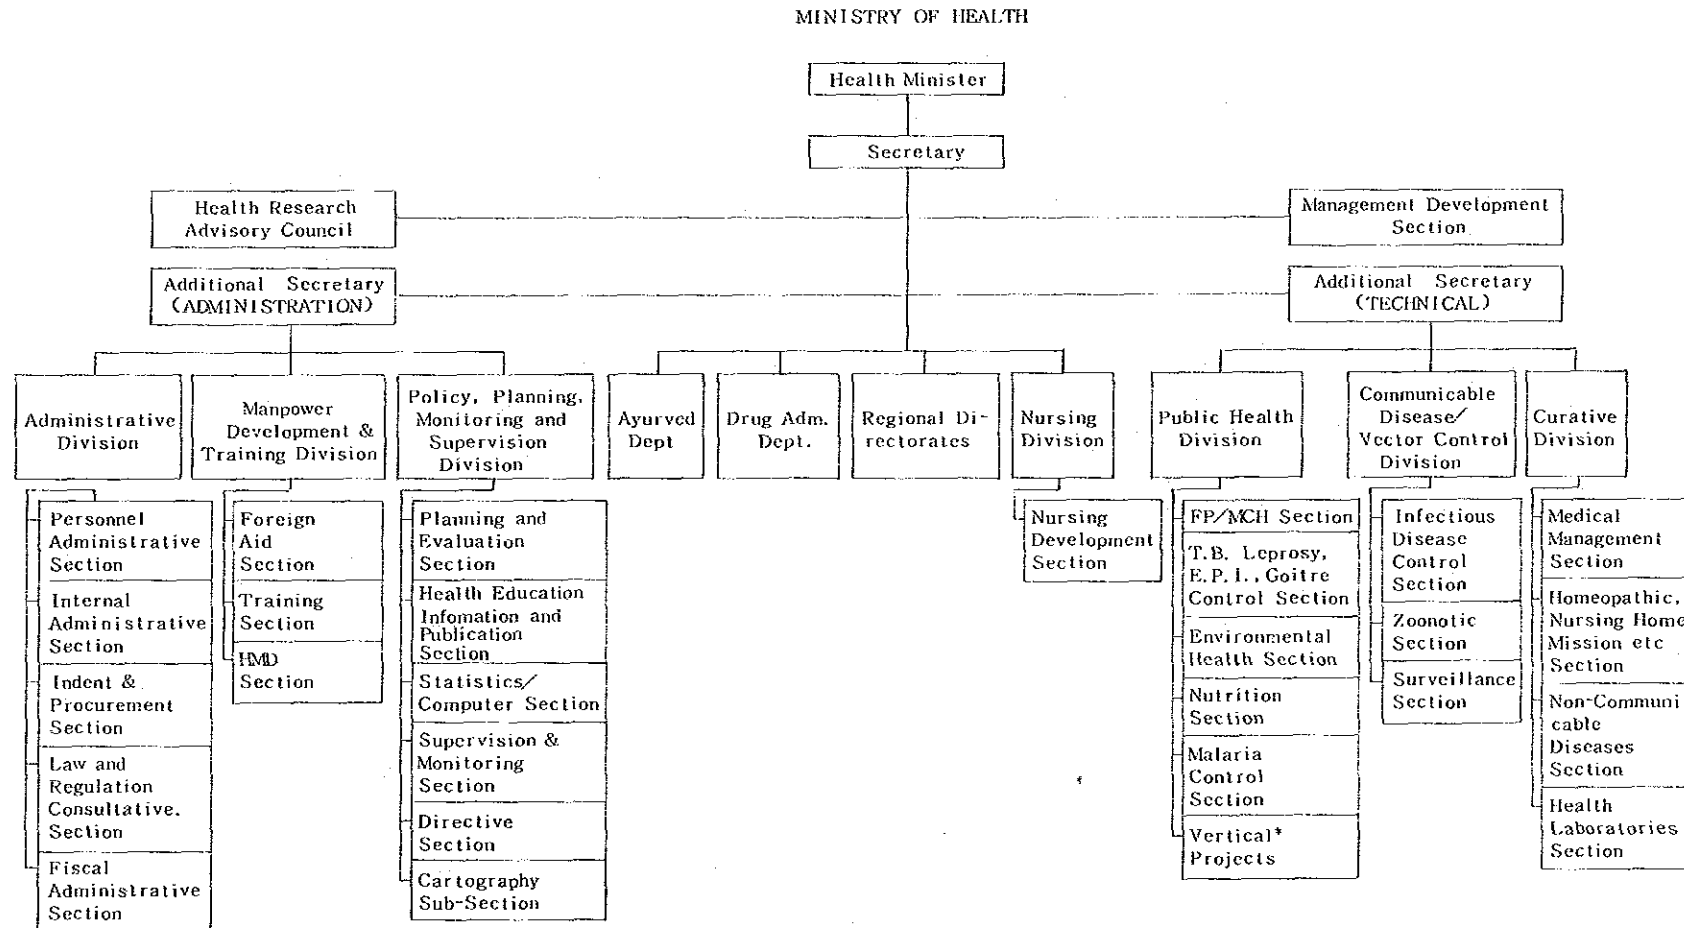 MINISTRY OF HEALTH
Health Minister
Secretary
Health Research
Advisory Council
Management Development
Section
Additional Secretary
(ADMINISTRATION)
Additional Secretary
(TECHNICAL)
Administrative
Division
Manpower
Development &
Training Division
Policy, Planning,
Monitoring and
Supervision
Division
Ayurved
Dept
Drug Adm.
Dept.
Regional Di-
rectorates
Nursing
Division
Public Health
Division
Communicable
Disease/
Vector Control
Division
Curative
Division
Personnel
Administrative
Section
Internal
Administrative
Section
Indent &
Procurement
Section
Law and
Regulation
Consultative.
Section
Fiscal
Administrative
Section
Foreign
Aid
Section
Training
Section
HMD
Section
Planning and
Evaluation
Section
Health Education
Infomation and
Publication
Section
Statistics/
Computer Section
Supervision &
Monitoring
Section
Directive
Section
Cartography
Sub-Section
Nursing
Development
Section
FP/MCH Section
T.B. Leprosy,
E.P.I., Goitre
Control Section
Environmental
Health Section
Nutrition
Section
Malaria
Control
Section
Vertical*
Projects
Infectious
Disease
Control
Section
Zoonotic
Section
Surveillance
Section
Medical
Management
Section
Homeopathic,
Nursing Home
Mission etc
Section
Non-Communi
cable
Diseases
Section
Health
Laboratories
Section